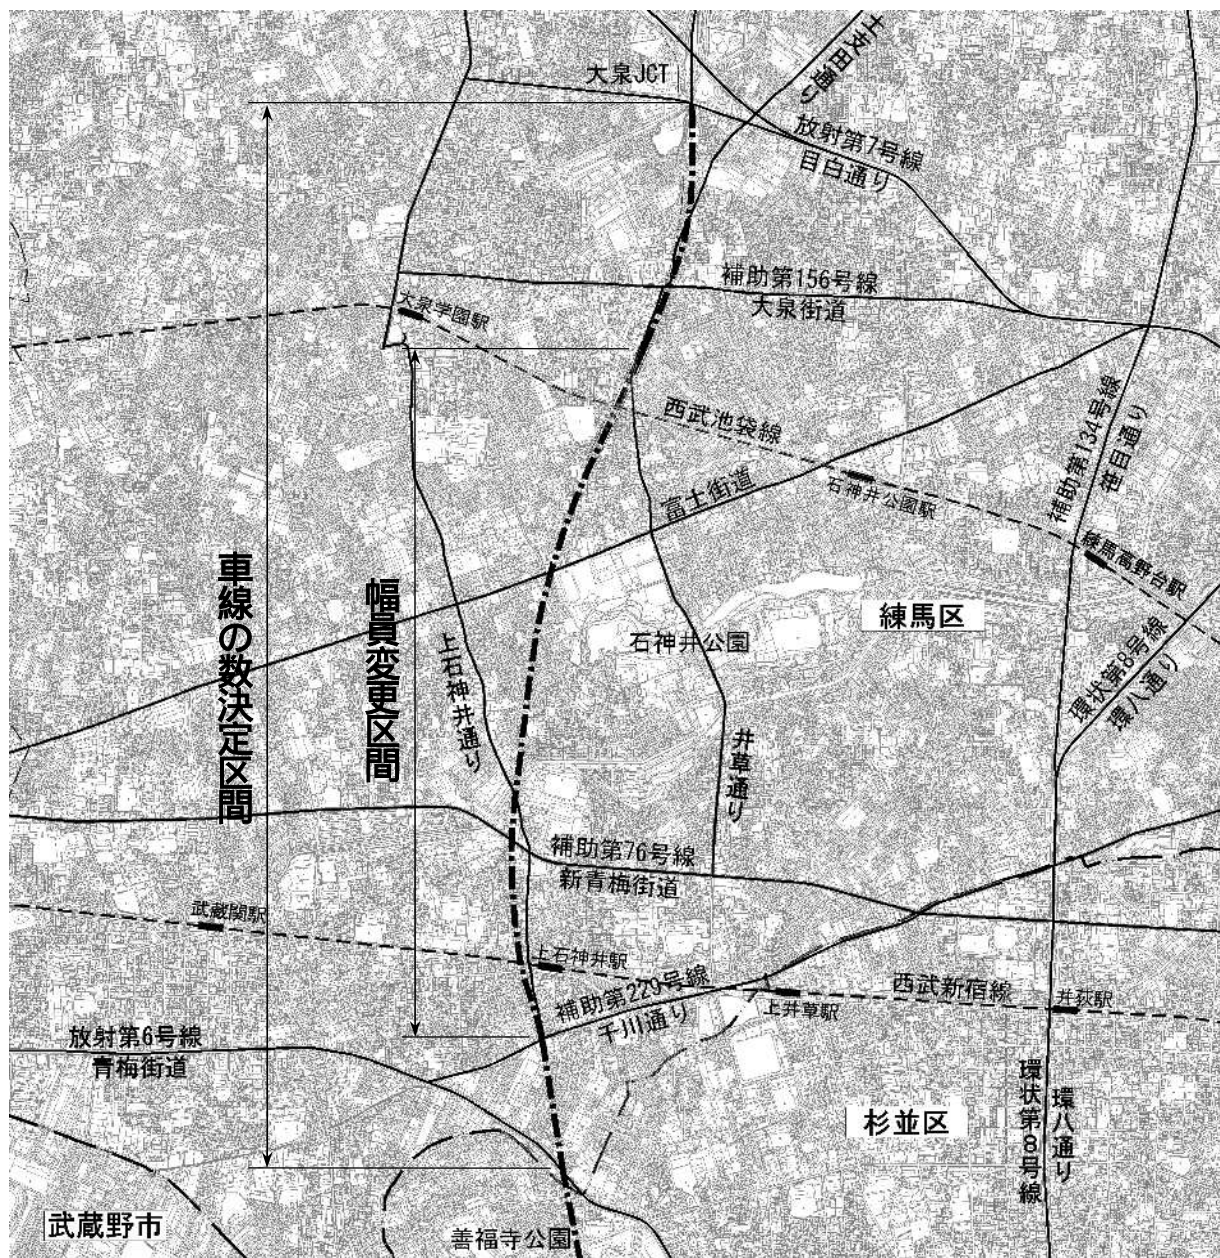 大泉JCT
土支田通り
放射第7号線
目白通り
補助第156号線
大泉街道
大泉学園駅
西武池袋線
補助第134号線
笹目通り
石神井公園駅
富士街道
練馬高野台駅
車線の数決定区間
幅員変更区間
練馬区
石神井公園
上石神井通り
環状第8号線
環八通り
井草通り
補助第76号線
新青梅街道
武蔵関駅
上石神井駅
補助第229号線
千川通り
西武新宿線
上井草駅
井荻駅
放射第6号線
青梅街道
環状第8号線
環八通り
杉並区
武蔵野市
善福寺公園